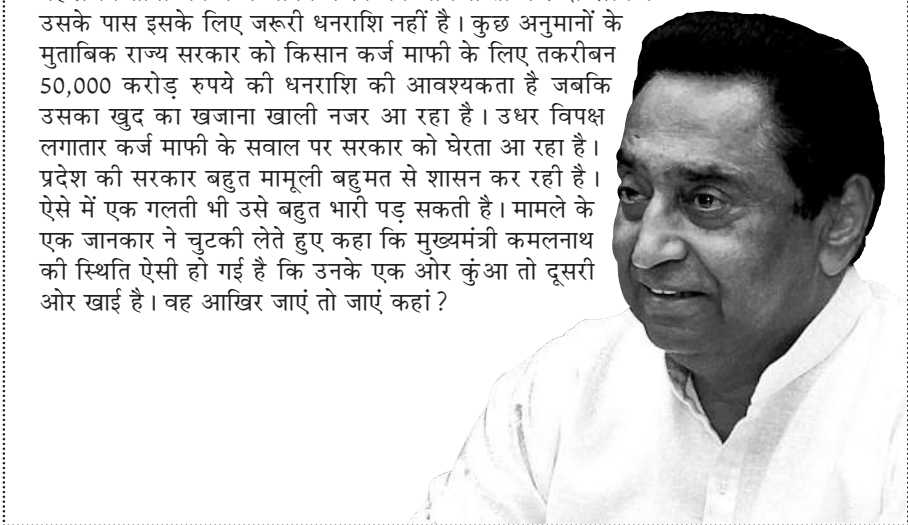 उसके पास इसके लिए जरूरी धनराशि नहीं है। कुछ अनुमानों के
मुताबिक राज्य सरकार को किसान कर्ज माफी के लिए तकरीबन
50,000 करोड़ रुपये की धनराशि की आवश्यकता है जबकि
उसका खुद का खजाना खाली नजर आ रहा है। उधर विपक्ष
लगातार कर्ज माफी के सवाल पर सरकार को घेरता आ रहा है।
प्रदेश की सरकार बहुत मामूली बहुमत से शासन कर रही है।
ऐसे में एक गलती भी उसे बहुत भारी पड़ सकती है। मामले के
एक जानकार ने चुटकी लेते हुए कहा कि मुख्यमंत्री कमलनाथ
की स्थिति ऐसी हो गई है कि उनके एक ओर कुंआ तो दूसरी
ओर खाई है। वह आखिर जाएं तो जाएं कहां ?